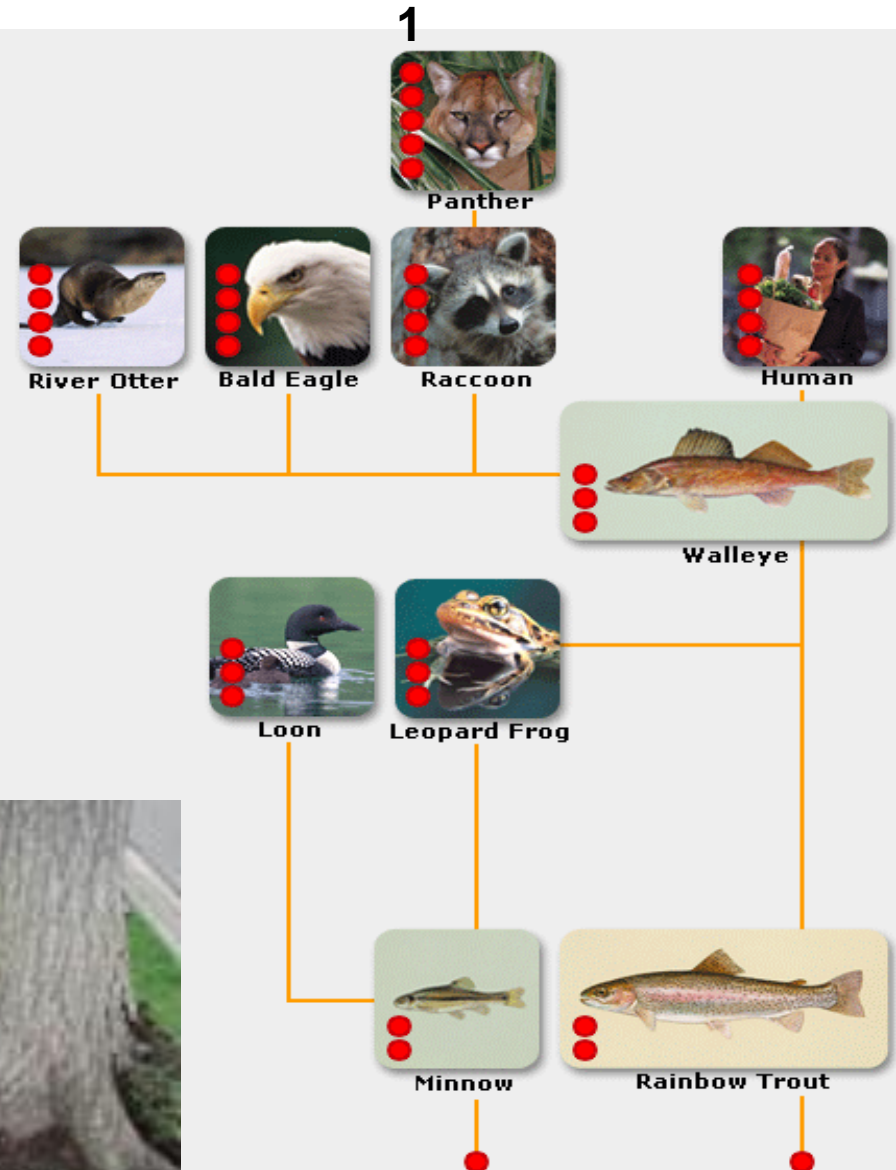 1
Panther
River Otter Bald Eagle Raccoon Human
Walleye
Loon Leopard Frog
Minnow Rainbow Trout